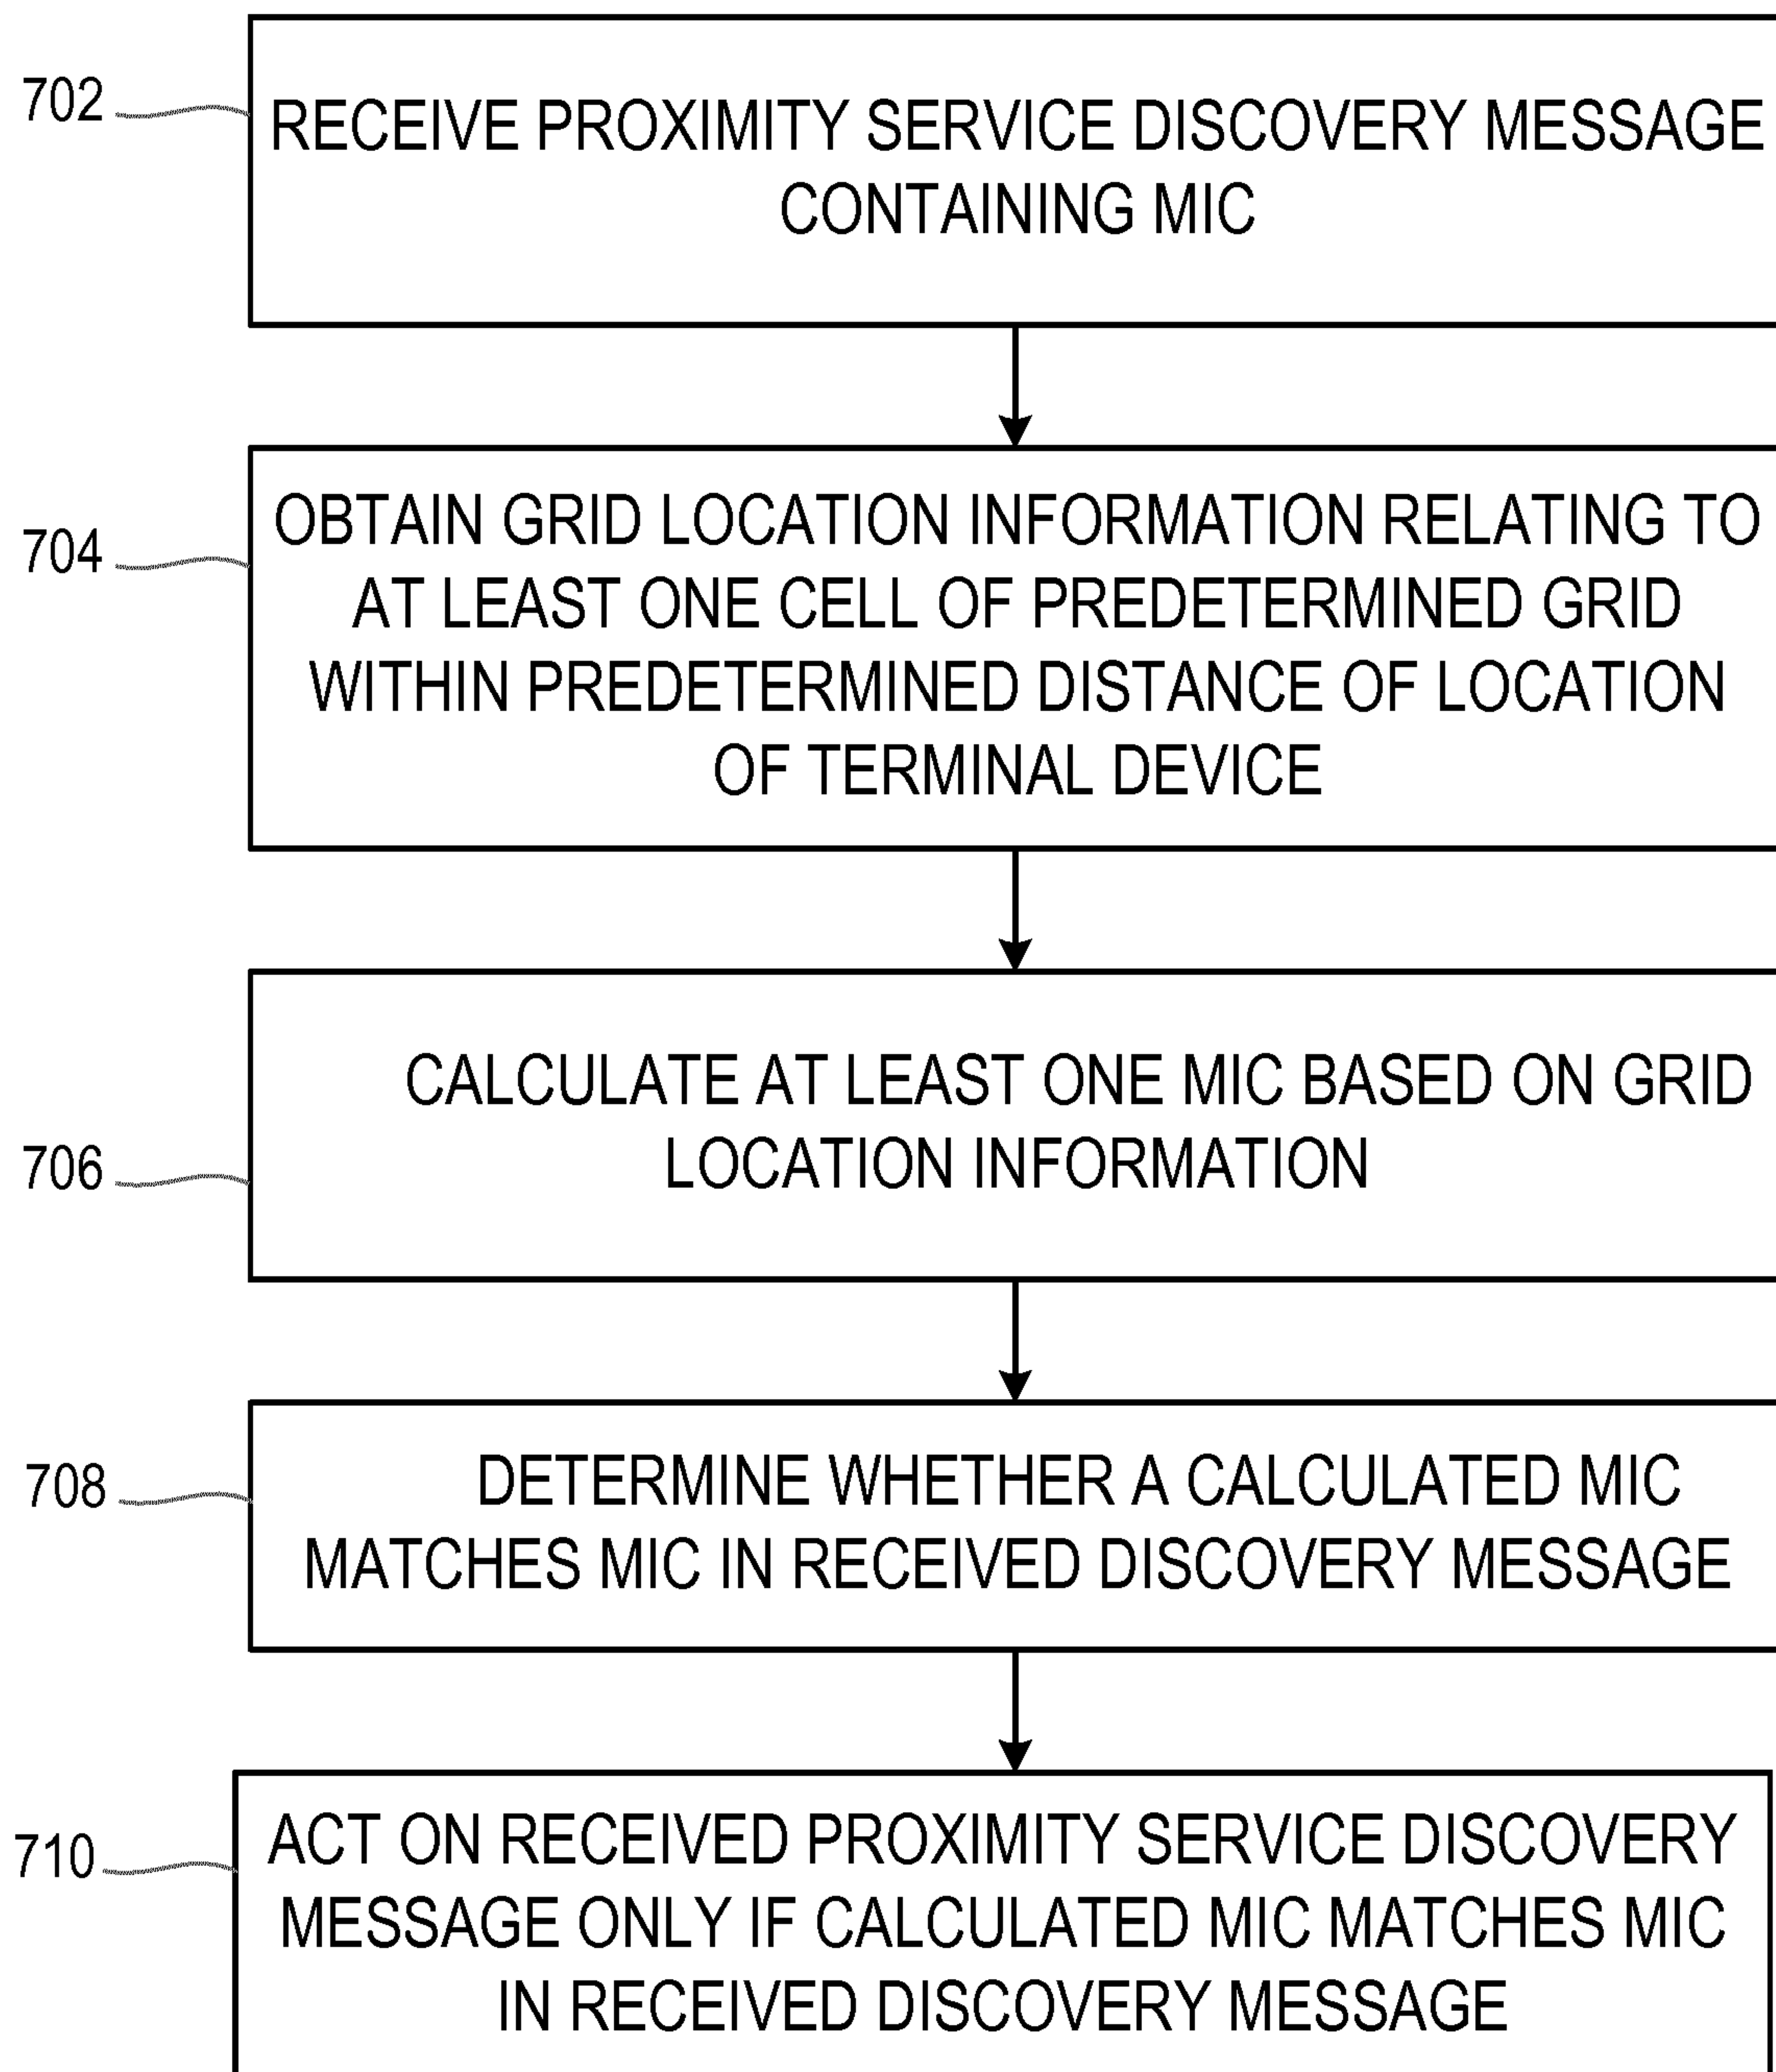 702
RECEIVE PROXIMITY SERVICE DISCOVERY MESSAGE
CONTAINING MIC
704
OBTAIN GRID LOCATION INFORMATION RELATING TO
AT LEAST ONE CELL OF PREDETERMINED GRID
WITHIN PREDETERMINED DISTANCE OF LOCATION
OF TERMINAL DEVICE
706
CALCULATE AT LEAST ONE MIC BASED ON GRID
LOCATION INFORMATION
708
DETERMINE WHETHER A CALCULATED MIC
MATCHES MIC IN RECEIVED DISCOVERY MESSAGE
710
ACT ON RECEIVED PROXIMITY SERVICE DISCOVERY
MESSAGE ONLY IF CALCULATED MIC MATCHES MIC
IN RECEIVED DISCOVERY MESSAGE